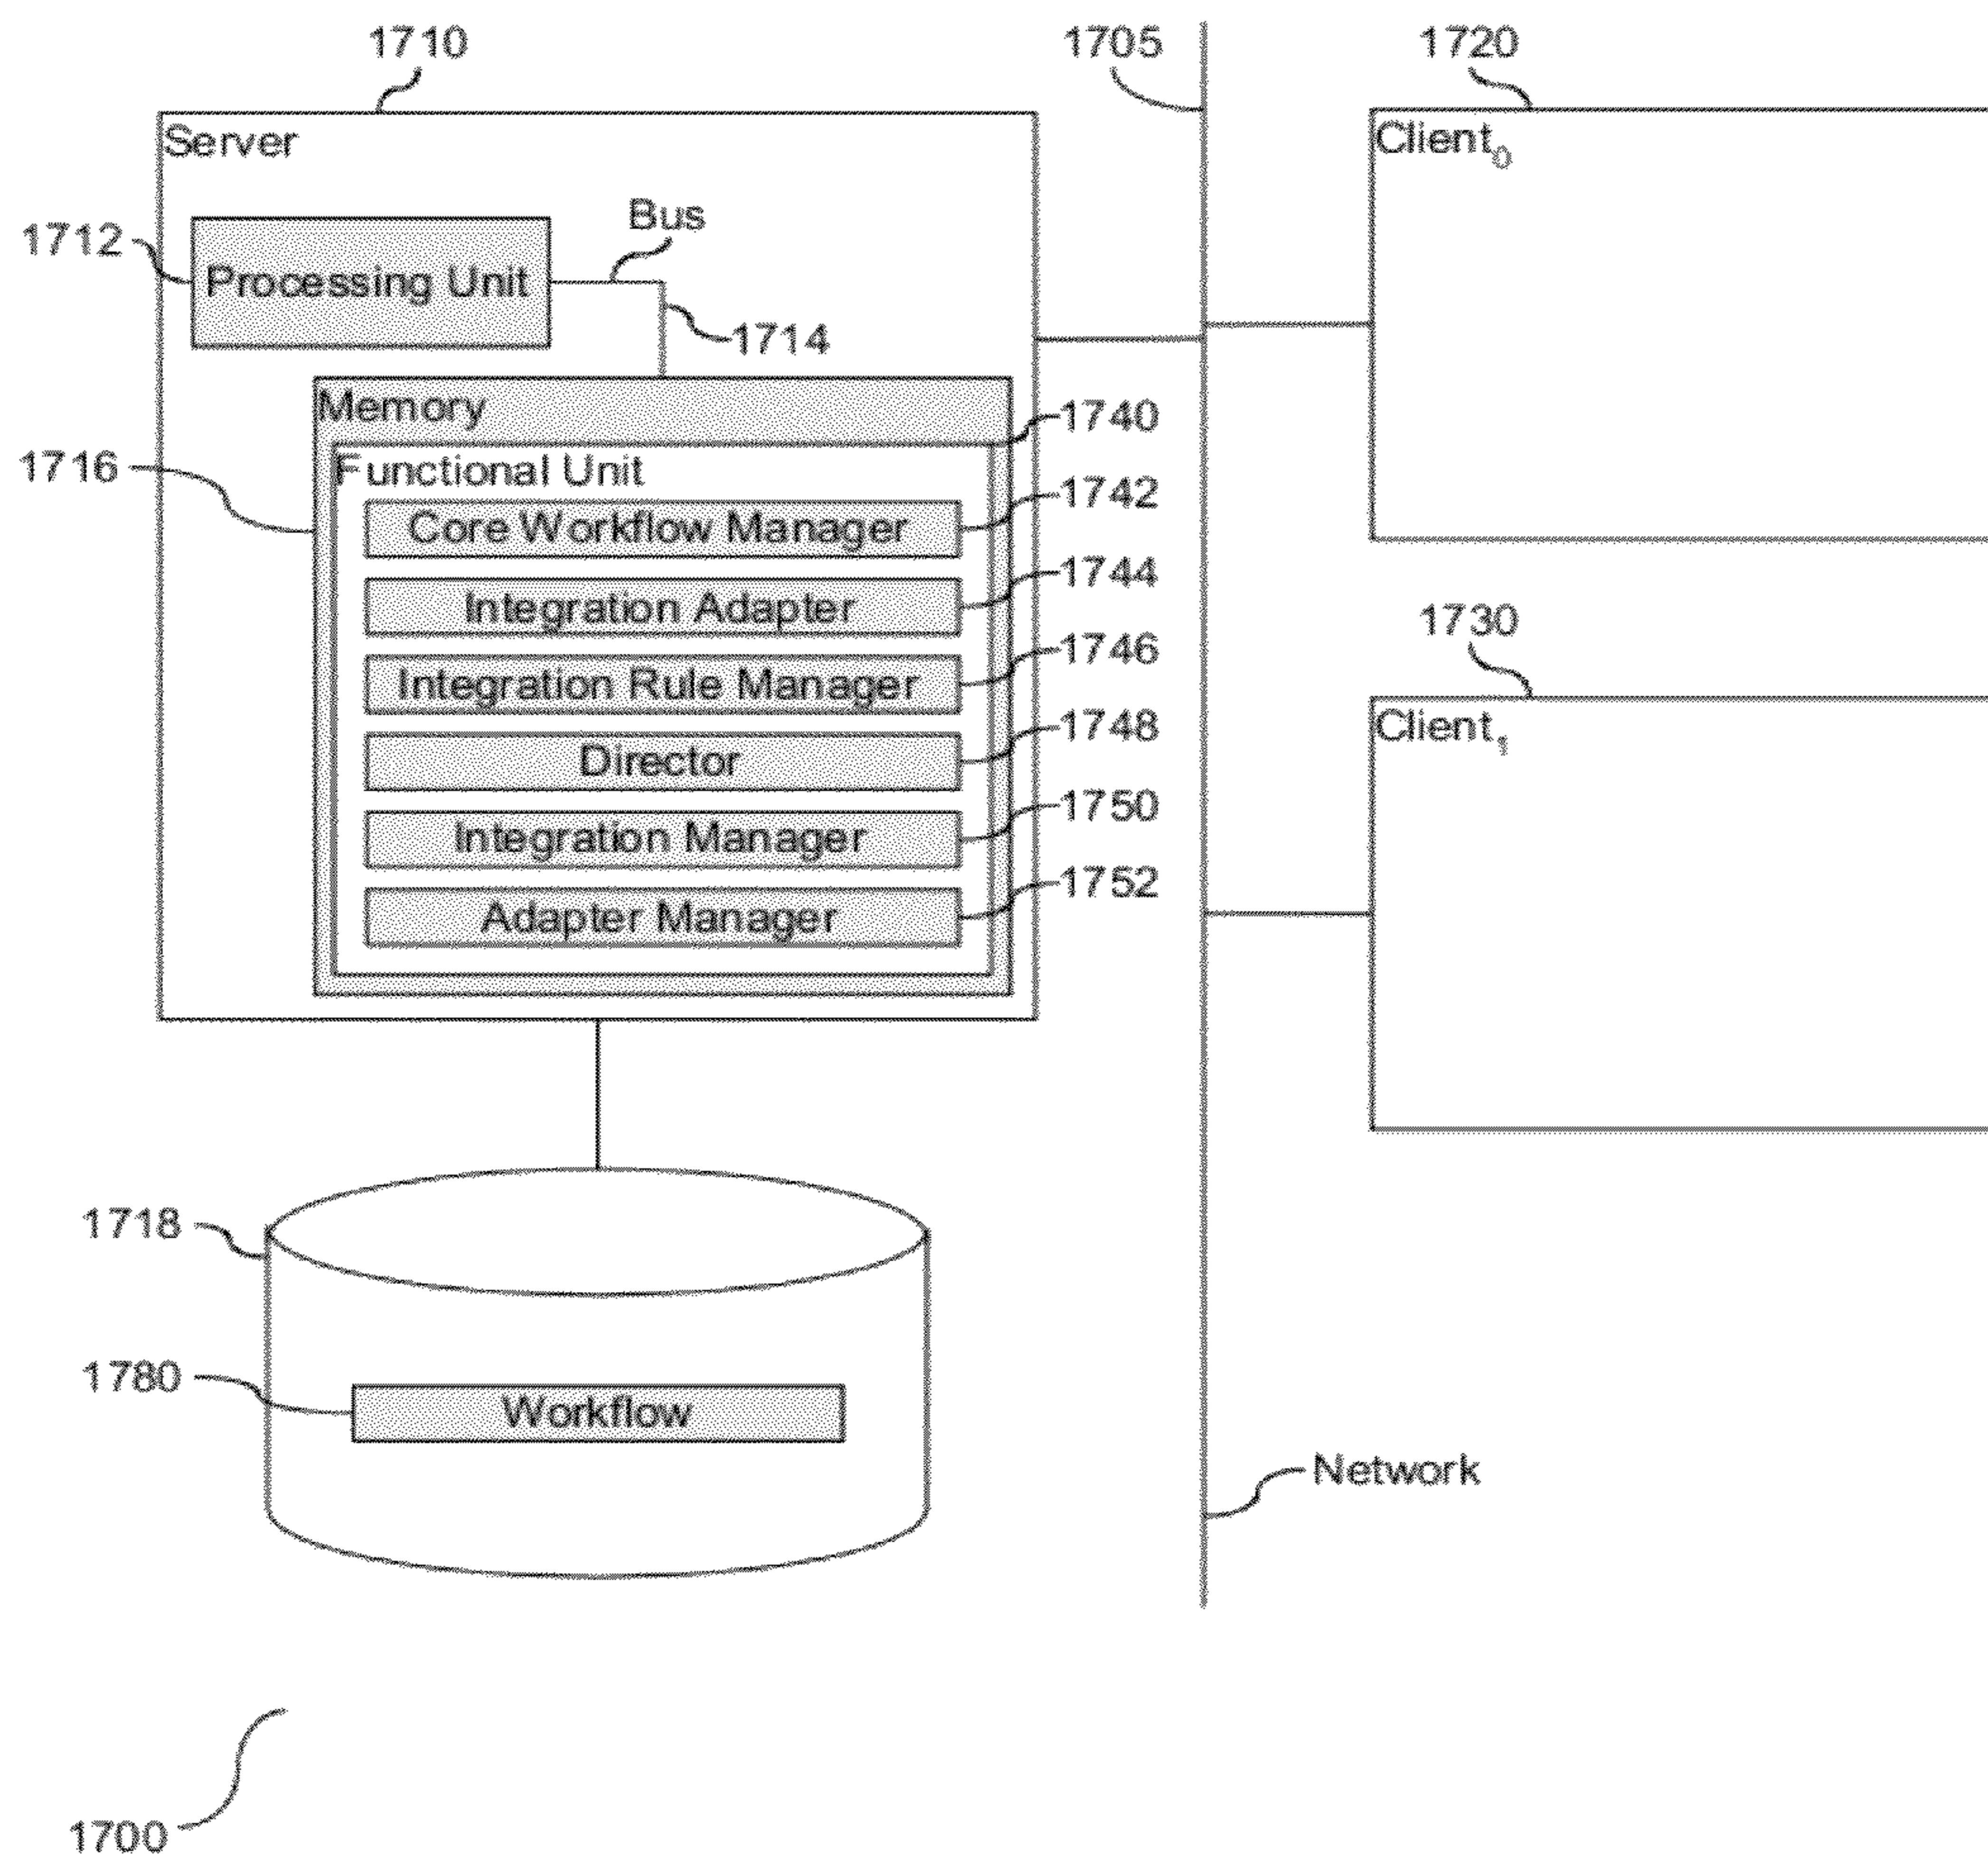 1710
1705
1720
Server
Client0
1712
Processing Unit
Bus
1714
Memory
1740
1716
Functional Unit
1742
Core Workflow Manager
1744
Integration Adapter
1730
1746
Integration Rule Manager
Client1
1748
Director
1750
Integration Manager
1752
Adapter Manager
1718
1780
Workflow
Network
1700